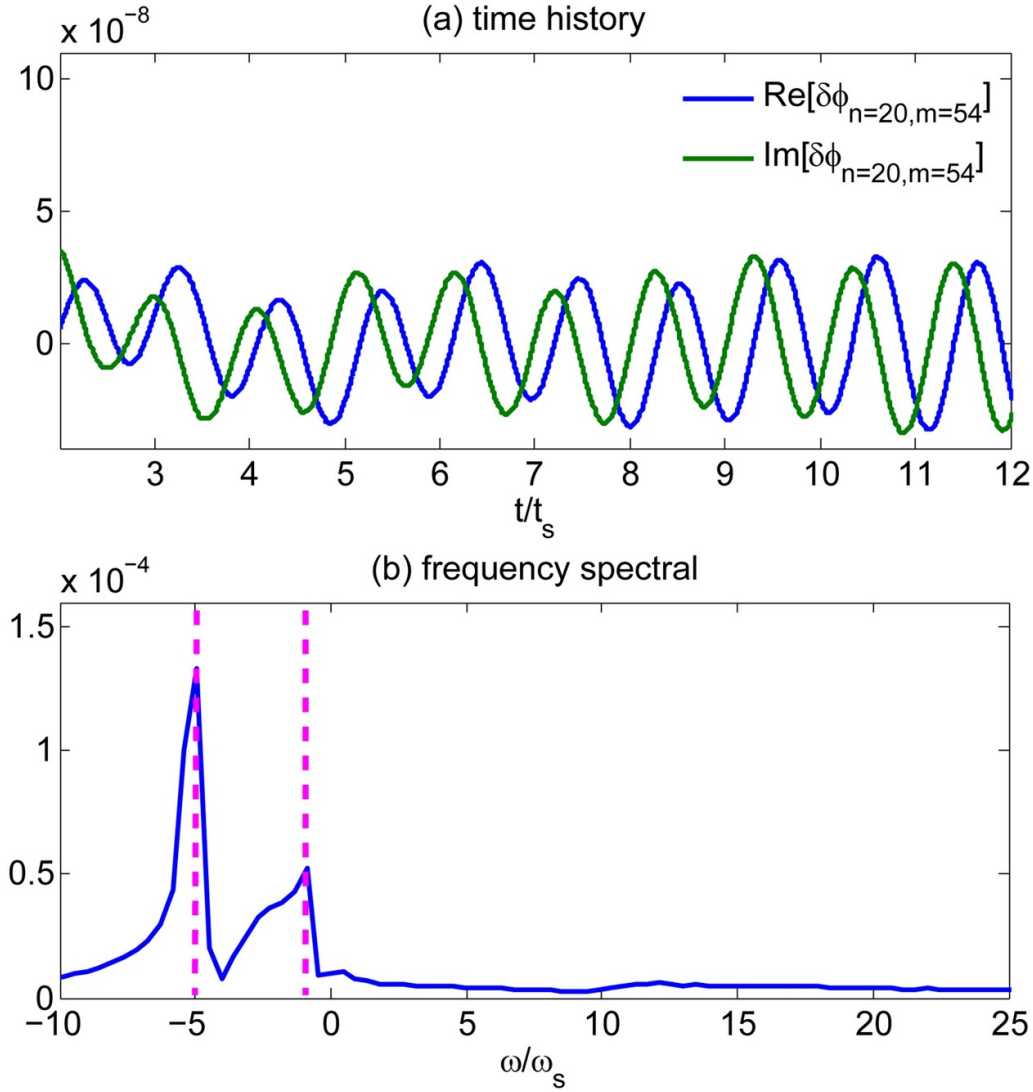 (a) time history
x 10⁻⁸
10
5
0
Re[δϕn=20,m=54]
Im[δϕn=20,m=54]
3 4 5 6 7 8 9 10 11 12
t/ts
(b) frequency spectral
x 10⁻⁴
1.5
1
0.5
0
−10 −5 0 5 10 15 20 25
ω/ωs